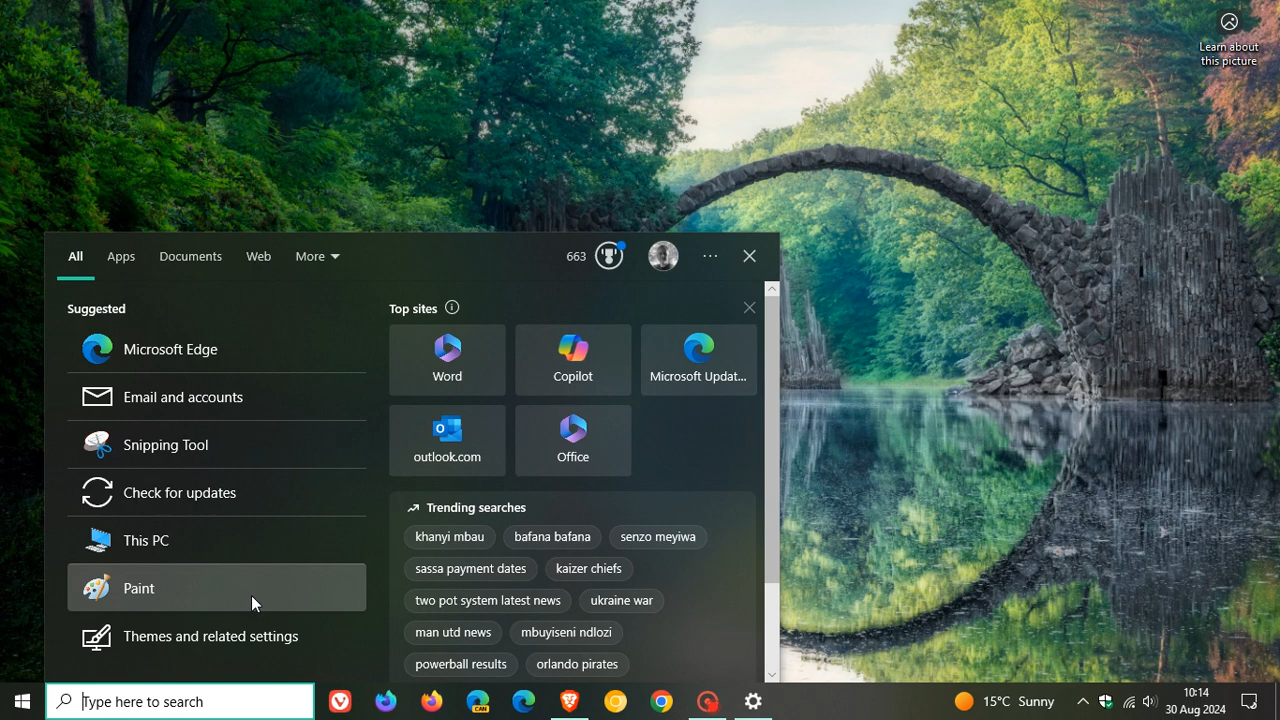 Learn about
this picture
All
Apps
Documents
Web
More
663
Suggested
Microsoft Edge
Email and accounts
Snipping Tool
Check for updates
This PC
Paint
Themes and related settings
Top sites
Word
Copilot
Microsoft Updat...
outlook.com
Office
Trending searches
khanyi mbau
bafana bafana
senzo meyiwa
sassa payment dates
kaizer chiefs
two pot system latest news
ukraine war
man utd news
mbuyiseni ndlozi
powerball results
orlando pirates
Type here to search
CAN
15°C Sunny
10:14
30 Aug 2024